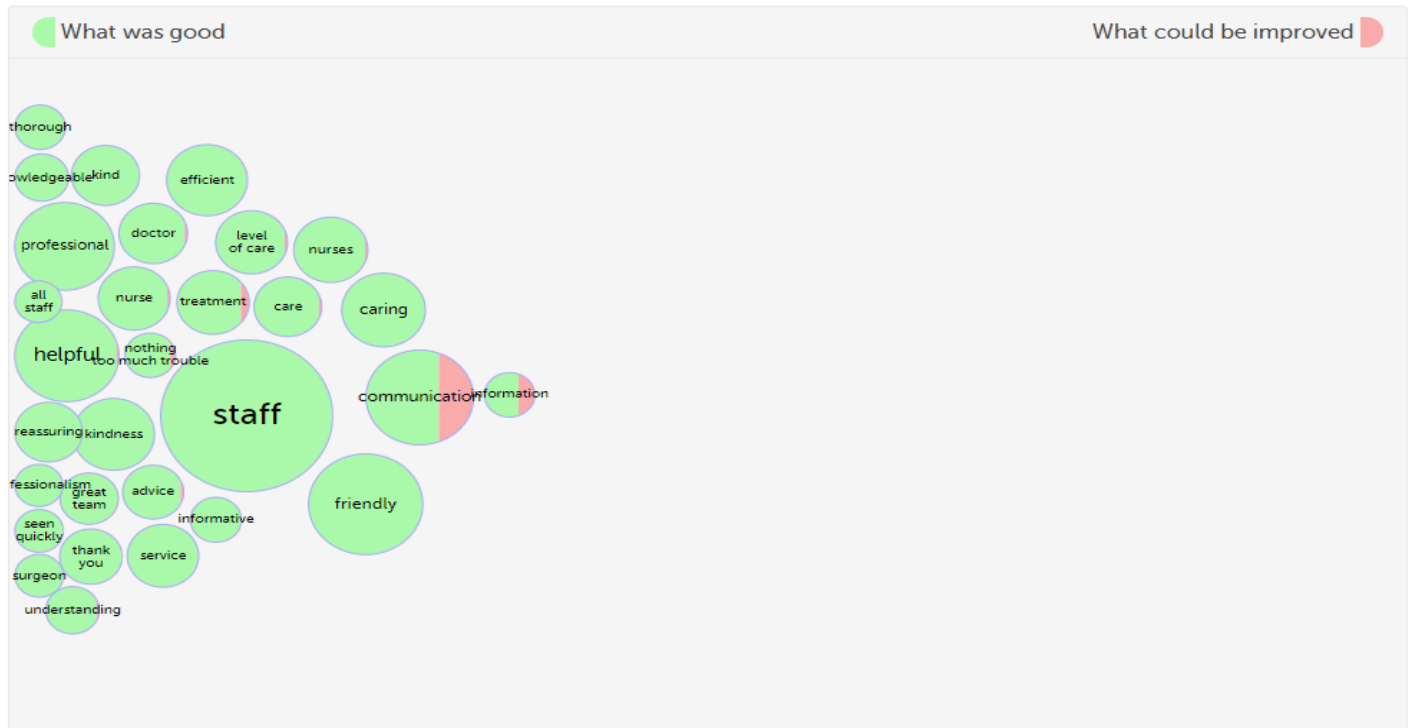 What was good
What could be improved
thorough
owledgeable
kind
efficient
professional
doctor
level
of care
nurses
all
staff
nurse
treatment
care
caring
helpful
nothing
too much trouble
staff
communication
information
reassuring
kindness
friendly
fessionalism
great
team
advice
informative
seen
quickly
thank
you
service
surgeon
understanding